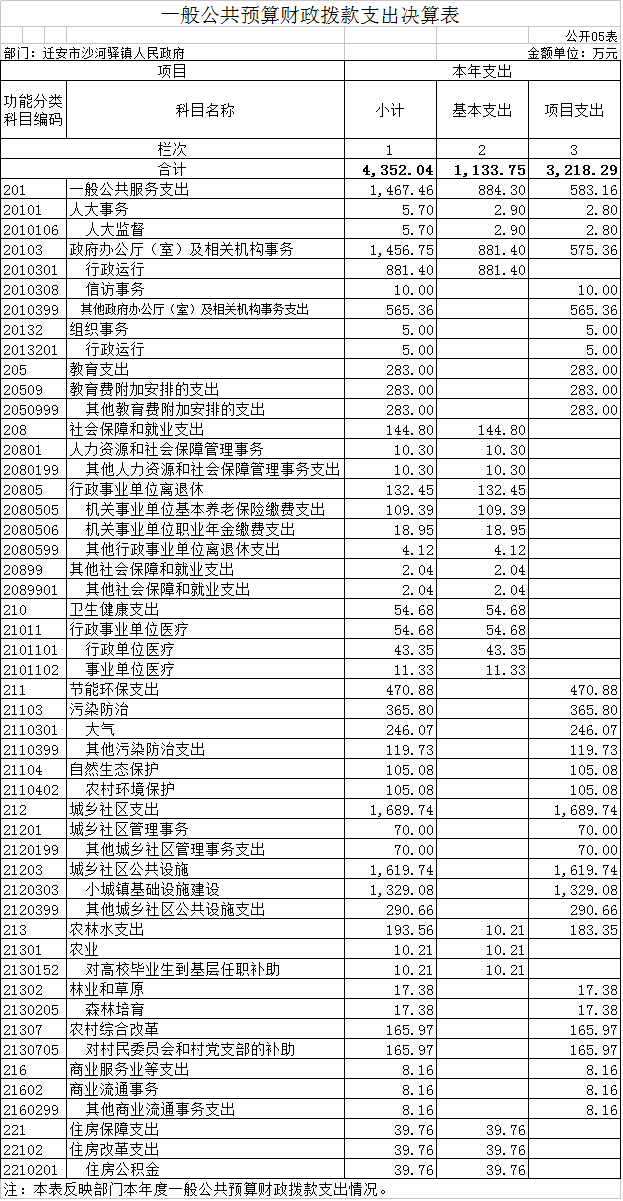 一般公共预算财政拨款支出决算表
公开05表
部门：迁安市沙河驿镇人民政府 金额单位：万元
项目 本年支出
功能分类科目编码 科目名称 小计 基本支出 项目支出
栏次 1 2 3
合计 4,352.04 1,133.75 3,218.29
201 一般公共服务支出 1,467.46 884.30 583.16
20101 人大事务 5.70 2.90 2.80
2010106 人大监督 5.70 2.90 2.80
20103 政府办公厅（室）及相关机构事务 1,456.75 881.40 575.36
2010301 行政运行 881.40 881.40
2010308 信访事务 10.00 10.00
2010399 其他政府办公厅（室）及相关机构事务支出 565.36 565.36
20132 组织事务 5.00 5.00
2013201 行政运行 5.00 5.00
205 教育支出 283.00 283.00
20509 教育费附加安排的支出 283.00 283.00
2050999 其他教育费附加安排的支出 283.00 283.00
208 社会保障和就业支出 144.80 144.80
20801 人力资源和社会保障管理事务 10.30 10.30
2080199 其他人力资源和社会保障管理事务支出 10.30 10.30
20805 行政事业单位离退休 132.45 132.45
2080505 机关事业单位基本养老保险缴费支出 109.39 109.39
2080506 机关事业单位职业年金缴费支出 18.95 18.95
2080599 其他行政事业单位离退休支出 4.12 4.12
20899 其他社会保障和就业支出 2.04 2.04
2089901 其他社会保障和就业支出 2.04 2.04
210 卫生健康支出 54.68 54.68
21011 行政事业单位医疗 54.68 54.68
2101101 行政单位医疗 43.35 43.35
2101102 事业单位医疗 11.33 11.33
211 节能环保支出 470.88 470.88
21103 污染防治 365.80 365.80
2110301 大气 246.07 246.07
2110399 其他污染防治支出 119.73 119.73
21104 自然生态保护 105.08 105.08
2110402 农村环境保护 105.08 105.08
212 城乡社区支出 1,689.74 1,689.74
21201 城乡社区管理事务 70.00 70.00
2120199 其他城乡社区管理事务支出 70.00 70.00
21203 城乡社区公共设施 1,619.74 1,619.74
2120303 小城镇基础设施建设 1,329.08 1,329.08
2120399 其他城乡社区公共设施支出 290.66 290.66
213 农林水支出 193.56 10.21 183.35
21301 农业 10.21 10.21
2130152 对高校毕业生到基层任职补助 10.21 10.21
21302 林业和草原 17.38 17.38
2130205 森林培育 17.38 17.38
21307 农村综合改革 165.97 165.97
2130705 对村民委员会和村党支部的补助 165.97 165.97
216 商业服务业等支出 8.16 8.16
21602 商业流通事务 8.16 8.16
2160299 其他商业流通事务支出 8.16 8.16
221 住房保障支出 39.76 39.76
22102 住房改革支出 39.76 39.76
2210201 住房公积金 39.76 39.76
注：本表反映部门本年度一般公共预算财政拨款支出情况。